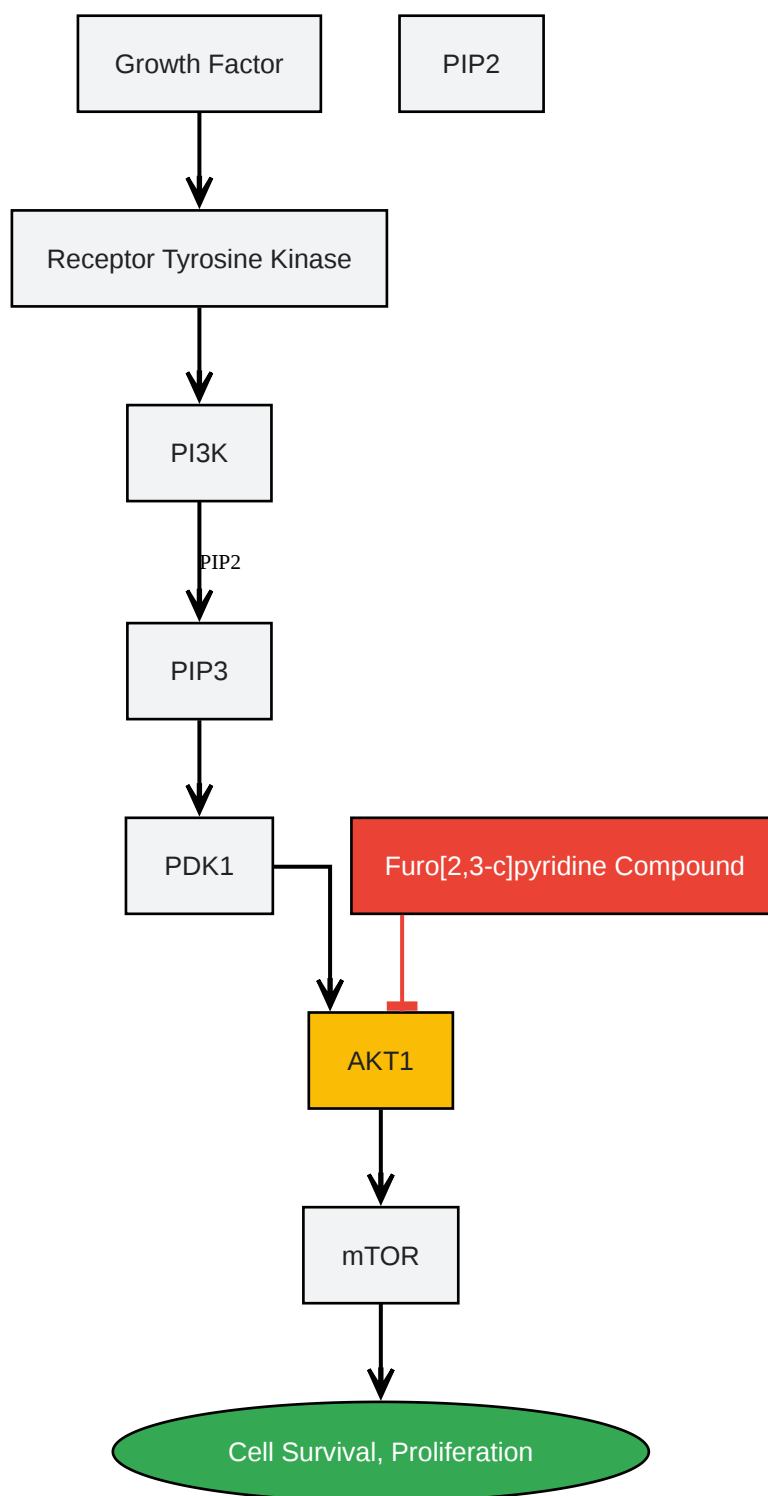 Growth Factor
PIP2
Receptor Tyrosine Kinase
PI3K
PIP2
PIP3
PDK1
Furo[2,3-c]pyridine Compound
AKT1
mTOR
Cell Survival, Proliferation